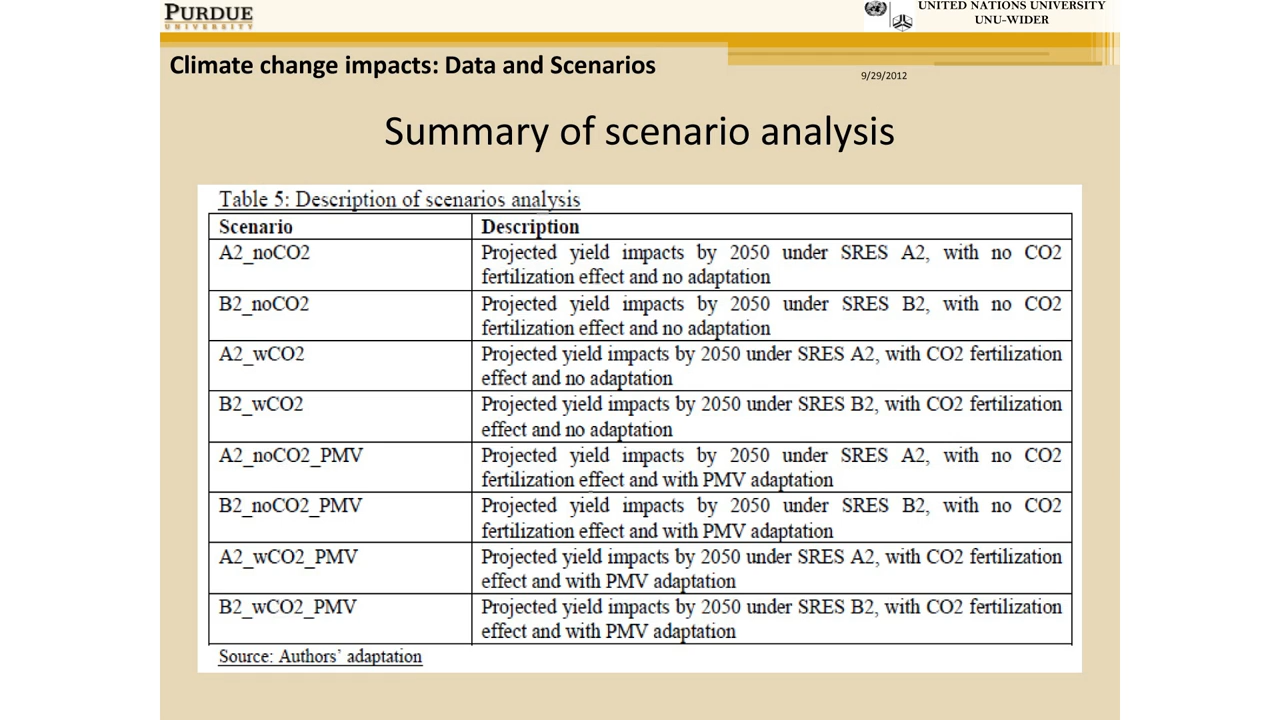 PURDUE
UNIVERSITY
UNITED NATIONS UNIVERSITY
UNU-WIDER
Climate change impacts: Data and Scenarios
9/29/2012
Summary of scenario analysis
Table 5: Description of scenarios analysis
Scenario Description
A2_noCO2 Projected yield impacts by 2050 under SRES A2, with no CO2
fertilization effect and no adaptation
B2_noCO2 Projected yield impacts by 2050 under SRES B2, with no CO2
fertilization effect and no adaptation
A2_wCO2 Projected yield impacts by 2050 under SRES A2, with CO2 fertilization
effect and no adaptation
B2_wCO2 Projected yield impacts by 2050 under SRES B2, with CO2 fertilization
effect and no adaptation
A2_noCO2_PMV Projected yield impacts by 2050 under SRES A2, with no CO2
fertilization effect and with PMV adaptation
B2_noCO2_PMV Projected yield impacts by 2050 under SRES B2, with no CO2
fertilization effect and with PMV adaptation
A2_wCO2_PMV Projected yield impacts by 2050 under SRES A2, with CO2 fertilization
effect and with PMV adaptation
B2_wCO2_PMV Projected yield impacts by 2050 under SRES B2, with CO2 fertilization
effect and with PMV adaptation
Source: Authors' adaptation